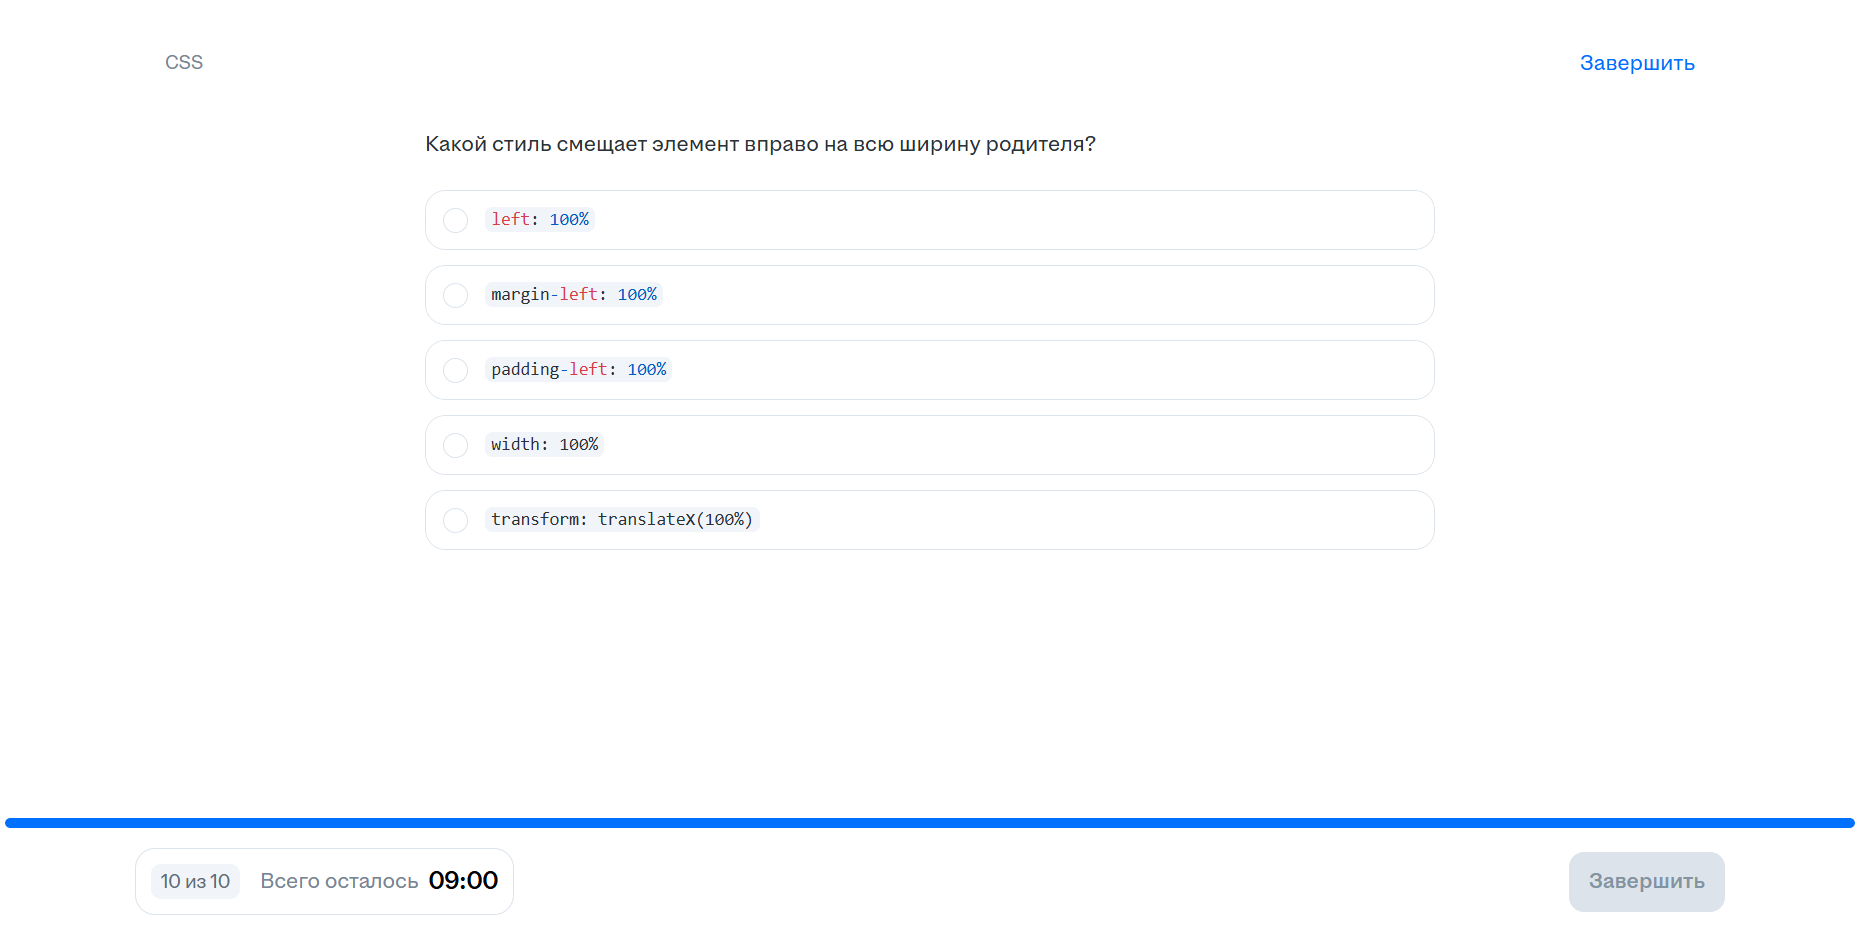 CSS
Завершить
Какой стиль смещает элемент вправо на всю ширину родителя?
left: 100%
margin-left: 100%
padding-left: 100%
width: 100%
transform: translateX(100%)
10 из 10 Всего осталось 09:00
Завершить